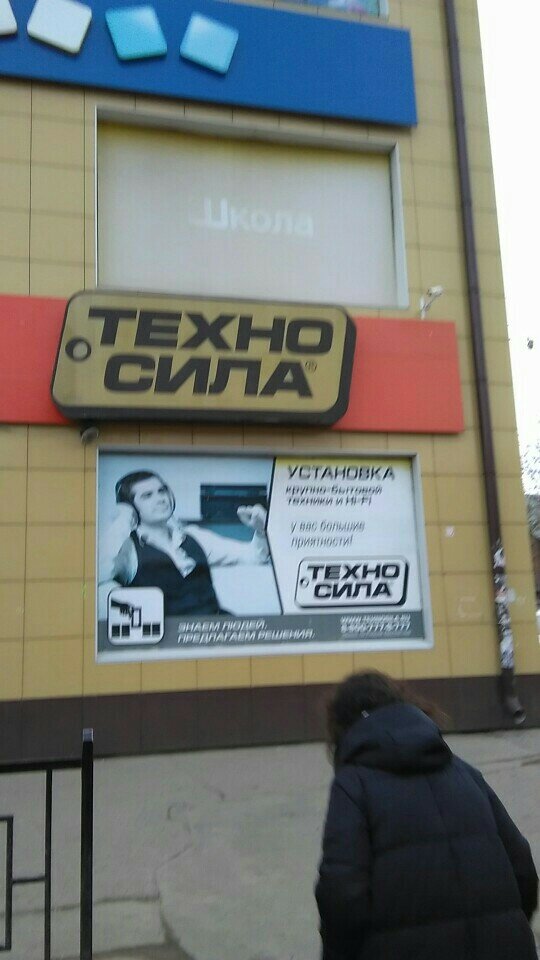 Школа
ТЕХНО
СИЛА®
УСТАНОВКА
крупно-бытовой
техники и Hi-Fi
у вас большие
приятности!
ТЕХНО
СИЛА
ЗНАЕМ ЛЮДЕЙ.
ПРЕДЛАГАЕМ РЕШЕНИЯ.